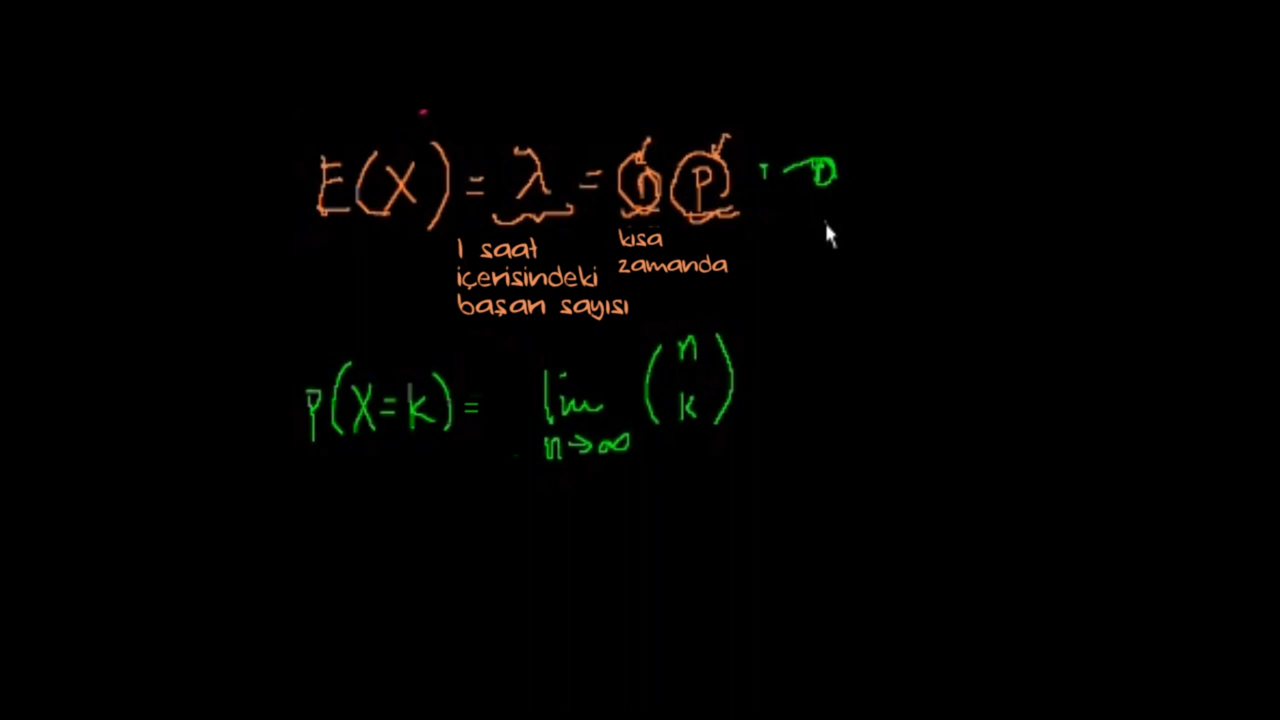 E(X) = λ = n p
1 saat
içerisindeki
başarı sayısı
kısa
zamanda
P(X=k) = lim (n k)
n→∞